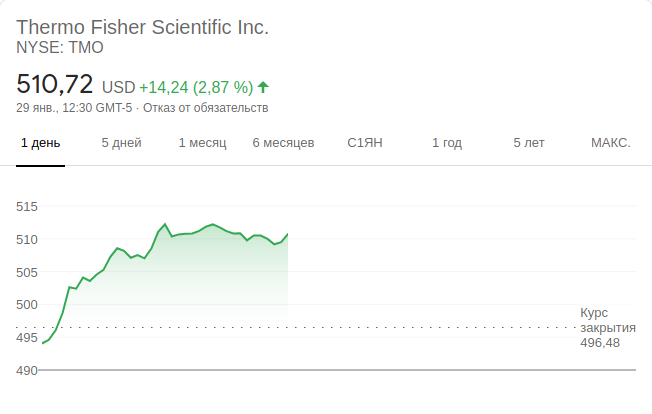 Thermo Fisher Scientific Inc.
NYSE: TMO
510,72 USD +14,24 (2,87 %)
29 янв., 12:30 GMT-5 · Отказ от обязательств
1 день 5 дней 1 месяц 6 месяцев С1ЯН 1 год 5 лет МАКС.
515
510
505
500
495
490
Курс
закрытия
496,48